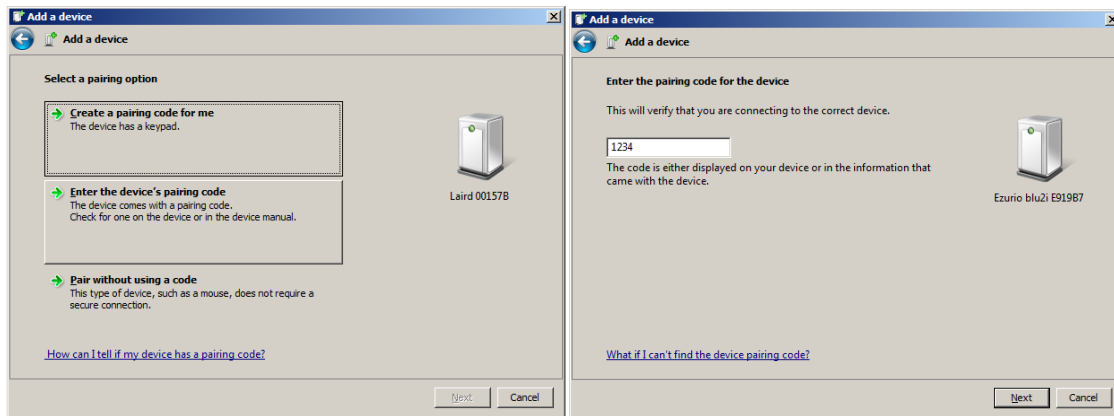 Add a device
Add a device
Select a pairing option
Create a pairing code for me
The device has a keypad.
Enter the device's pairing code
The device comes with a pairing code.
Check for one on the device or in the device manual.
Pair without using a code
This type of device, such as a mouse, does not require a
secure connection.
Laird 00157B
How can I tell if my device has a pairing code?
Next
Cancel
Add a device
Add a device
Enter the pairing code for the device
This will verify that you are connecting to the correct device.
1234
The code is either displayed on your device or in the information that
came with the device.
Ezurio blu2i E919B7
What if I can't find the device pairing code?
Next
Cancel